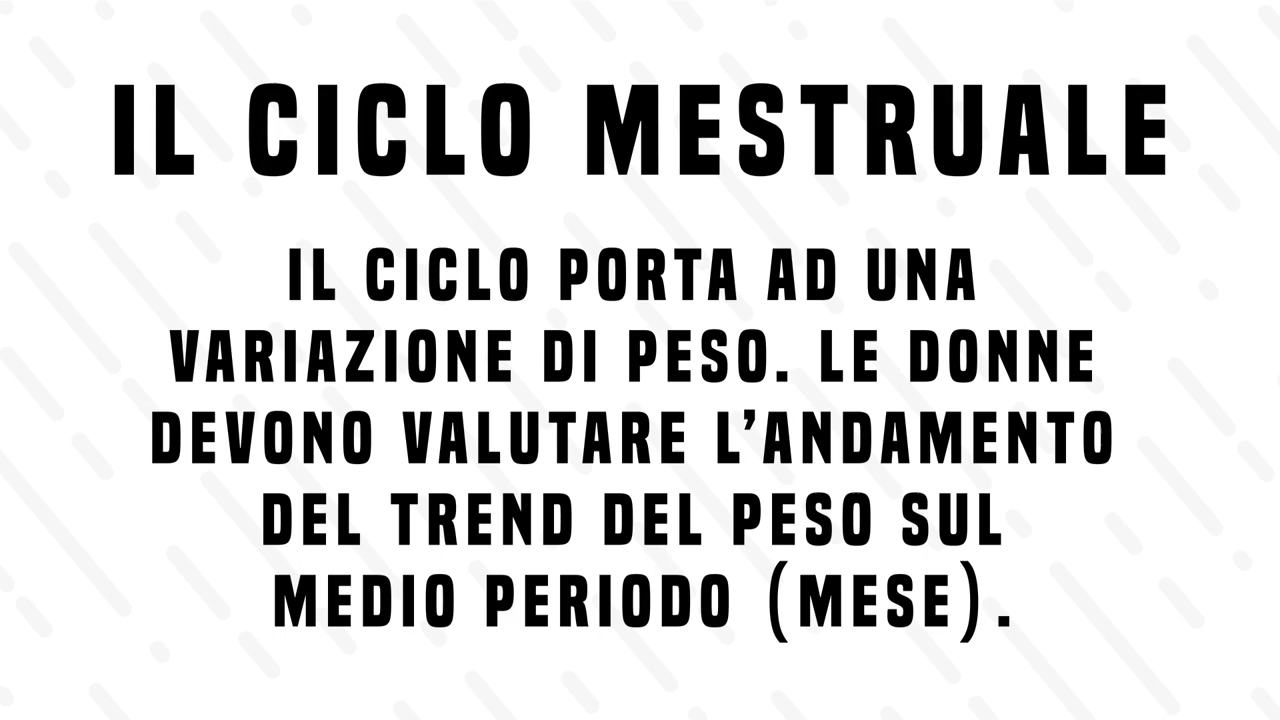 IL CICLO MESTRUALE
IL CICLO PORTA AD UNA
VARIAZIONE DI PESO. LE DONNE
DEVONO VALUTARE L'ANDAMENTO
DEL TREND DEL PESO SUL
MEDIO PERIODO (MESE).